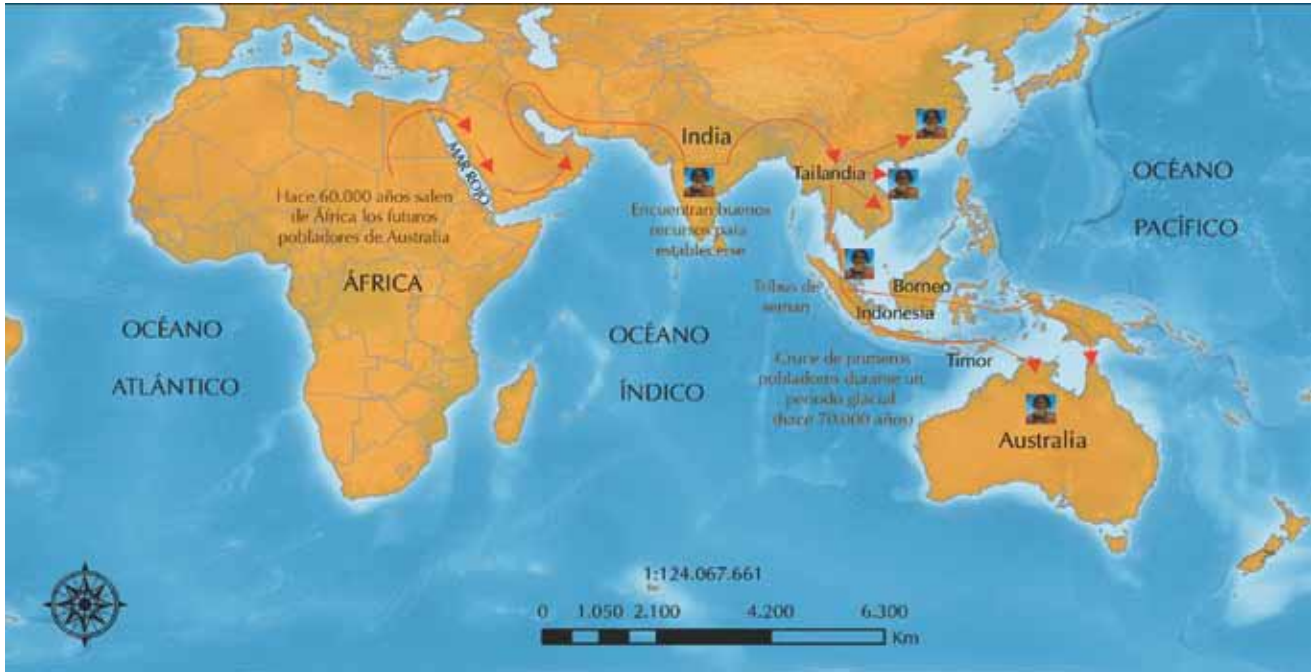 India
MAR ROJO
Tailandia
OCÉANO
PACÍFICO
Hace 60.000 años salen
de África los futuros
pobladores de Australia
Encuentran buenos
recursos para
establecerse
ÁFRICA
Tribus de
seman
Borneo
Indonesia
OCÉANO
ATLÁNTICO
OCÉANO
ÍNDICO
Timor
Cruce de primeros
pobladores durante un
periodo glacial
(hace 70.000 años)
Australia
1:124.067.661
0 1.050 2.100 4.200 6.300
Km